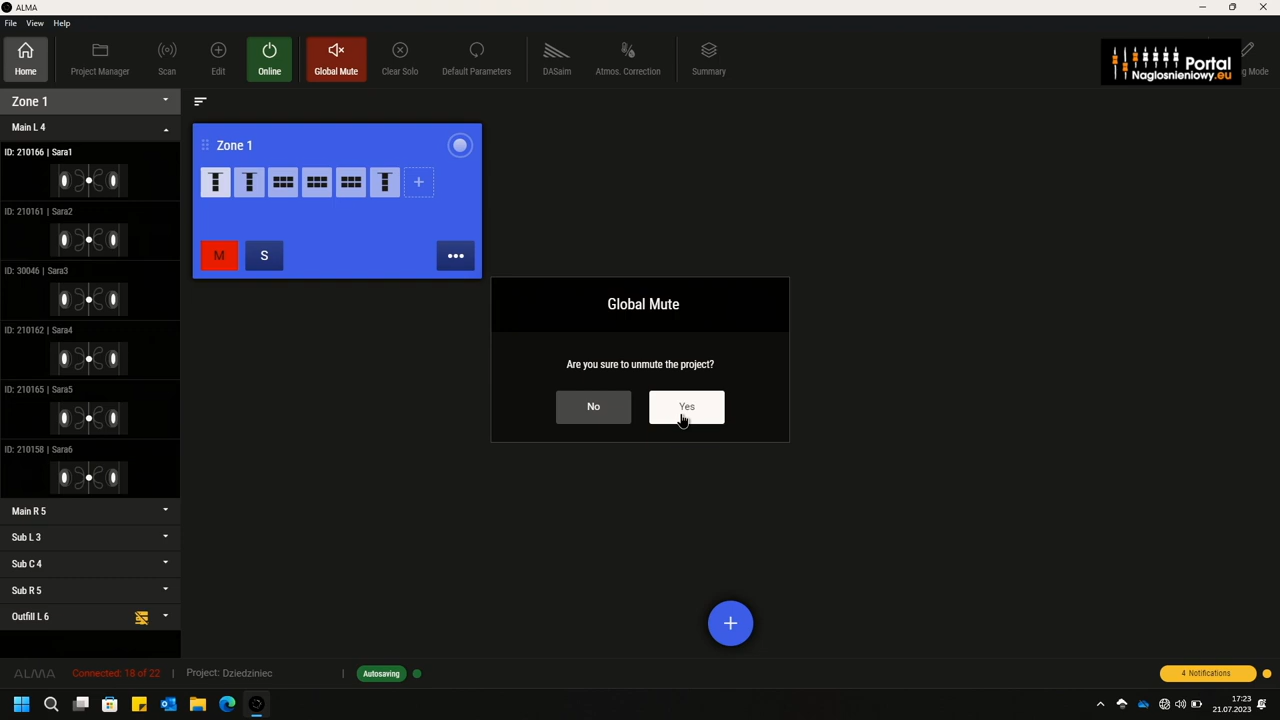 ALMA
File View Help
Home
Project Manager
Scan
Edit
Online
Global Mute
Clear Solo
Default Parameters
DASaim
Atmos. Correction
Summary
Portal
Naglosnieniowy.eu
g Mode
Zone 1
Main L 4
ID: 210166 | Sara1
ID: 210161 | Sara2
ID: 30046 | Sara3
ID: 210162 | Sara4
ID: 210165 | Sara5
ID: 210158 | Sara6
Main R 5
Sub L 3
Sub C 4
Sub R 5
Outfill L 6
Zone 1
M S
Global Mute
Are you sure to unmute the project?
No Yes
ALMA Connected: 18 of 22 | Project: Dziedziniec | Autosaving
4 Notifications
17:23
21.07.2023